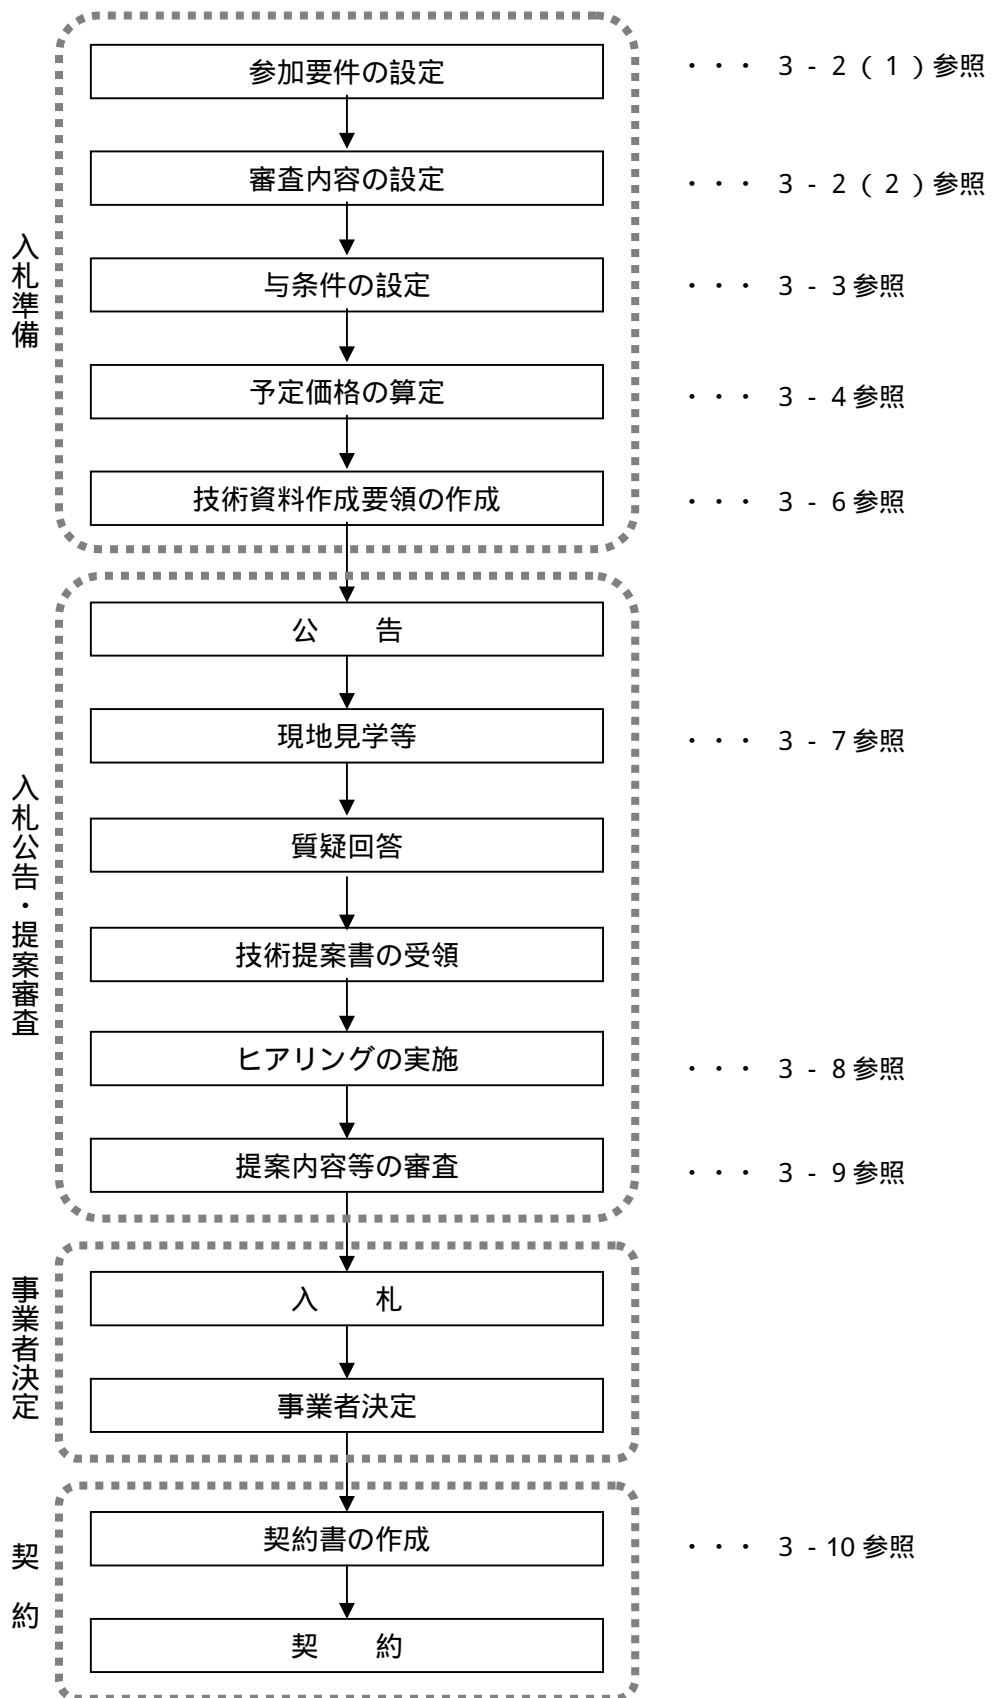 入札準備
参加要件の設定 ・・・ 3 - 2 ( 1 ) 参照
審査内容の設定 ・・・ 3 - 2 ( 2 ) 参照
与条件の設定 ・・・ 3 - 3 参照
予定価格の算定 ・・・ 3 - 4 参照
技術資料作成要領の作成 ・・・ 3 - 6 参照
入札公告・提案審査
公　　告
現地見学等 ・・・ 3 - 7 参照
質疑回答
技術提案書の受領
ヒアリングの実施 ・・・ 3 - 8 参照
提案内容等の審査 ・・・ 3 - 9 参照
事業者決定
入　　札
事業者決定
契　約
契約書の作成 ・・・ 3 - 10 参照
契　　約